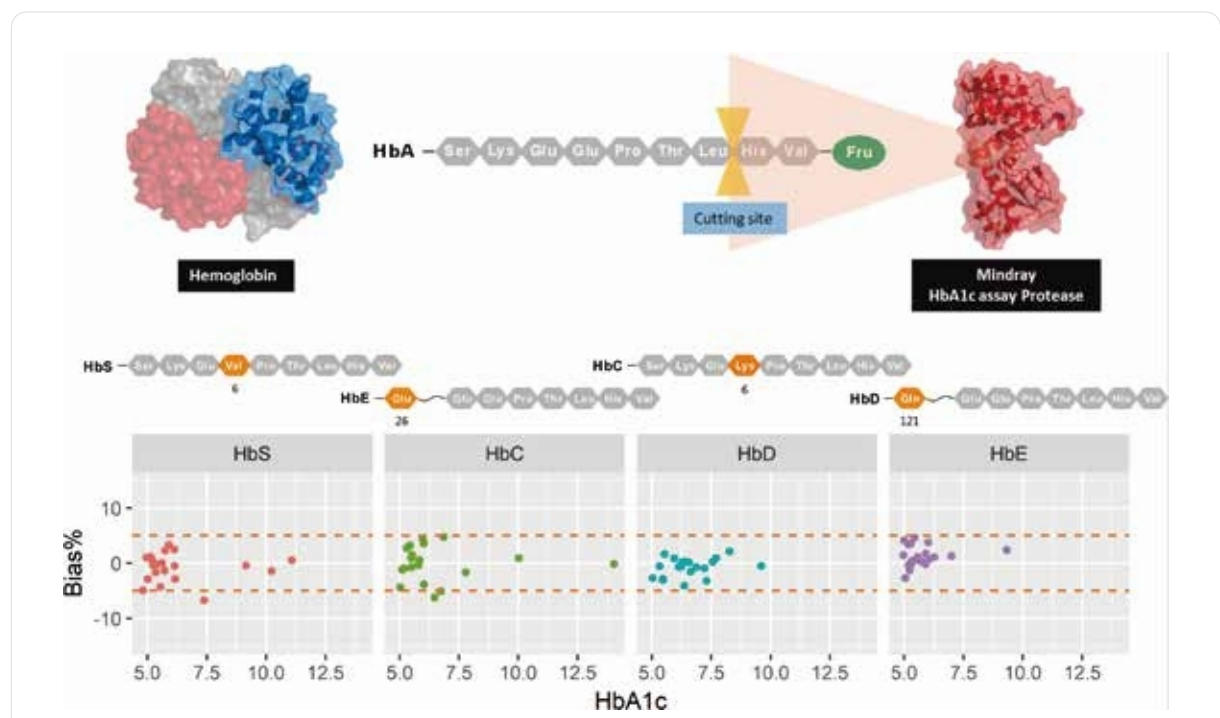 HbA Ser Lys Glu Glu Pro Thr Leu His Val Fru
Cutting site
Hemoglobin
Mindray
HbA1c assay Protease
HbS Ser Lys Glu Val Pro Thr Leu His Val
6
HbC Ser Lys Glu Lys Pro Thr Leu His Val
6
HbE Glu Glu Glu Pro Thr Leu His Val
26
HbD Gln Glu Glu Pro Thr Leu His Val
121
HbS HbC HbD HbE
Bias%
10
0
-10
5.0 7.5 10.0 12.5 5.0 7.5 10.0 12.5 5.0 7.5 10.0 12.5 5.0 7.5 10.0 12.5
HbA1c